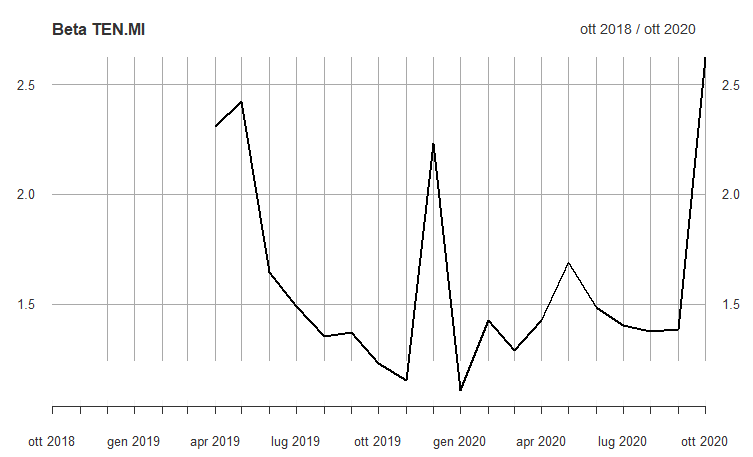 Beta TEN.MI ott 2018 / ott 2020
2.5 2.5
2.0 2.0
1.5 1.5
ott 2018 gen 2019 apr 2019 lug 2019 ott 2019 gen 2020 apr 2020 lug 2020 ott 2020